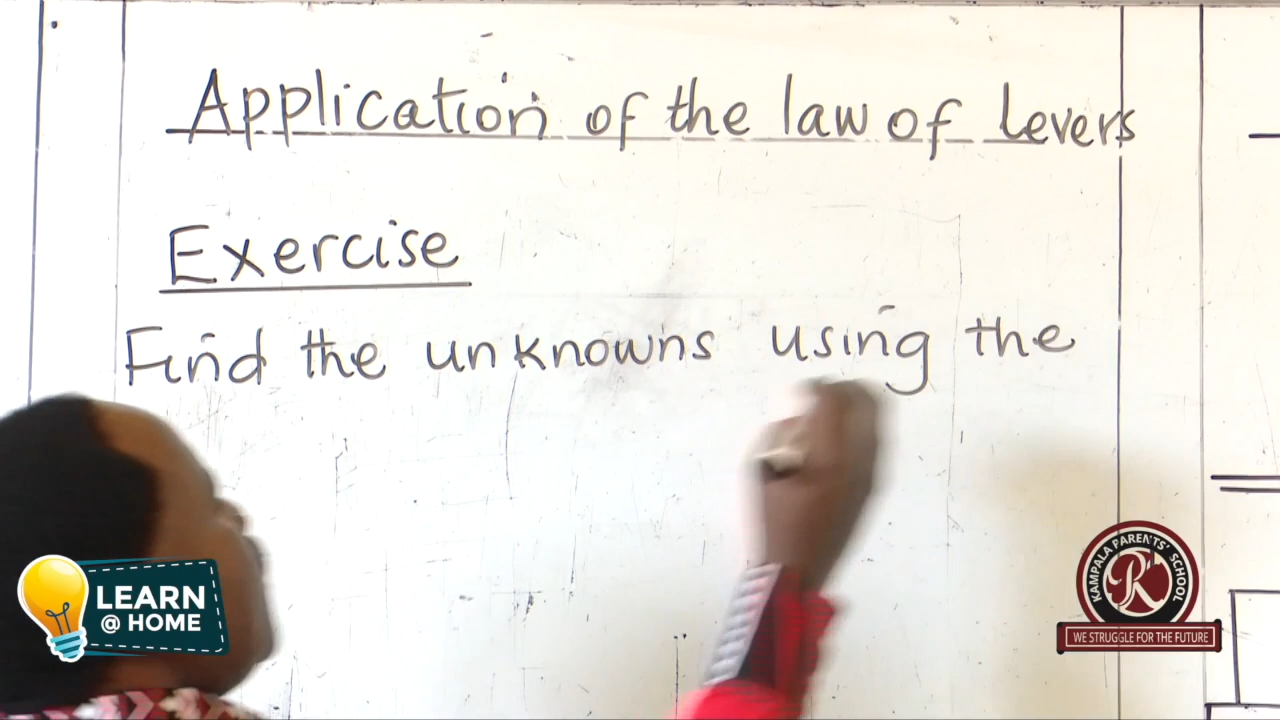 Application of the law of levers
Exercise
Find the unknowns using the
LEARN
@ HOME
KAMPALA PARENTS' SCHOOL
WE STRUGGLE FOR THE FUTURE